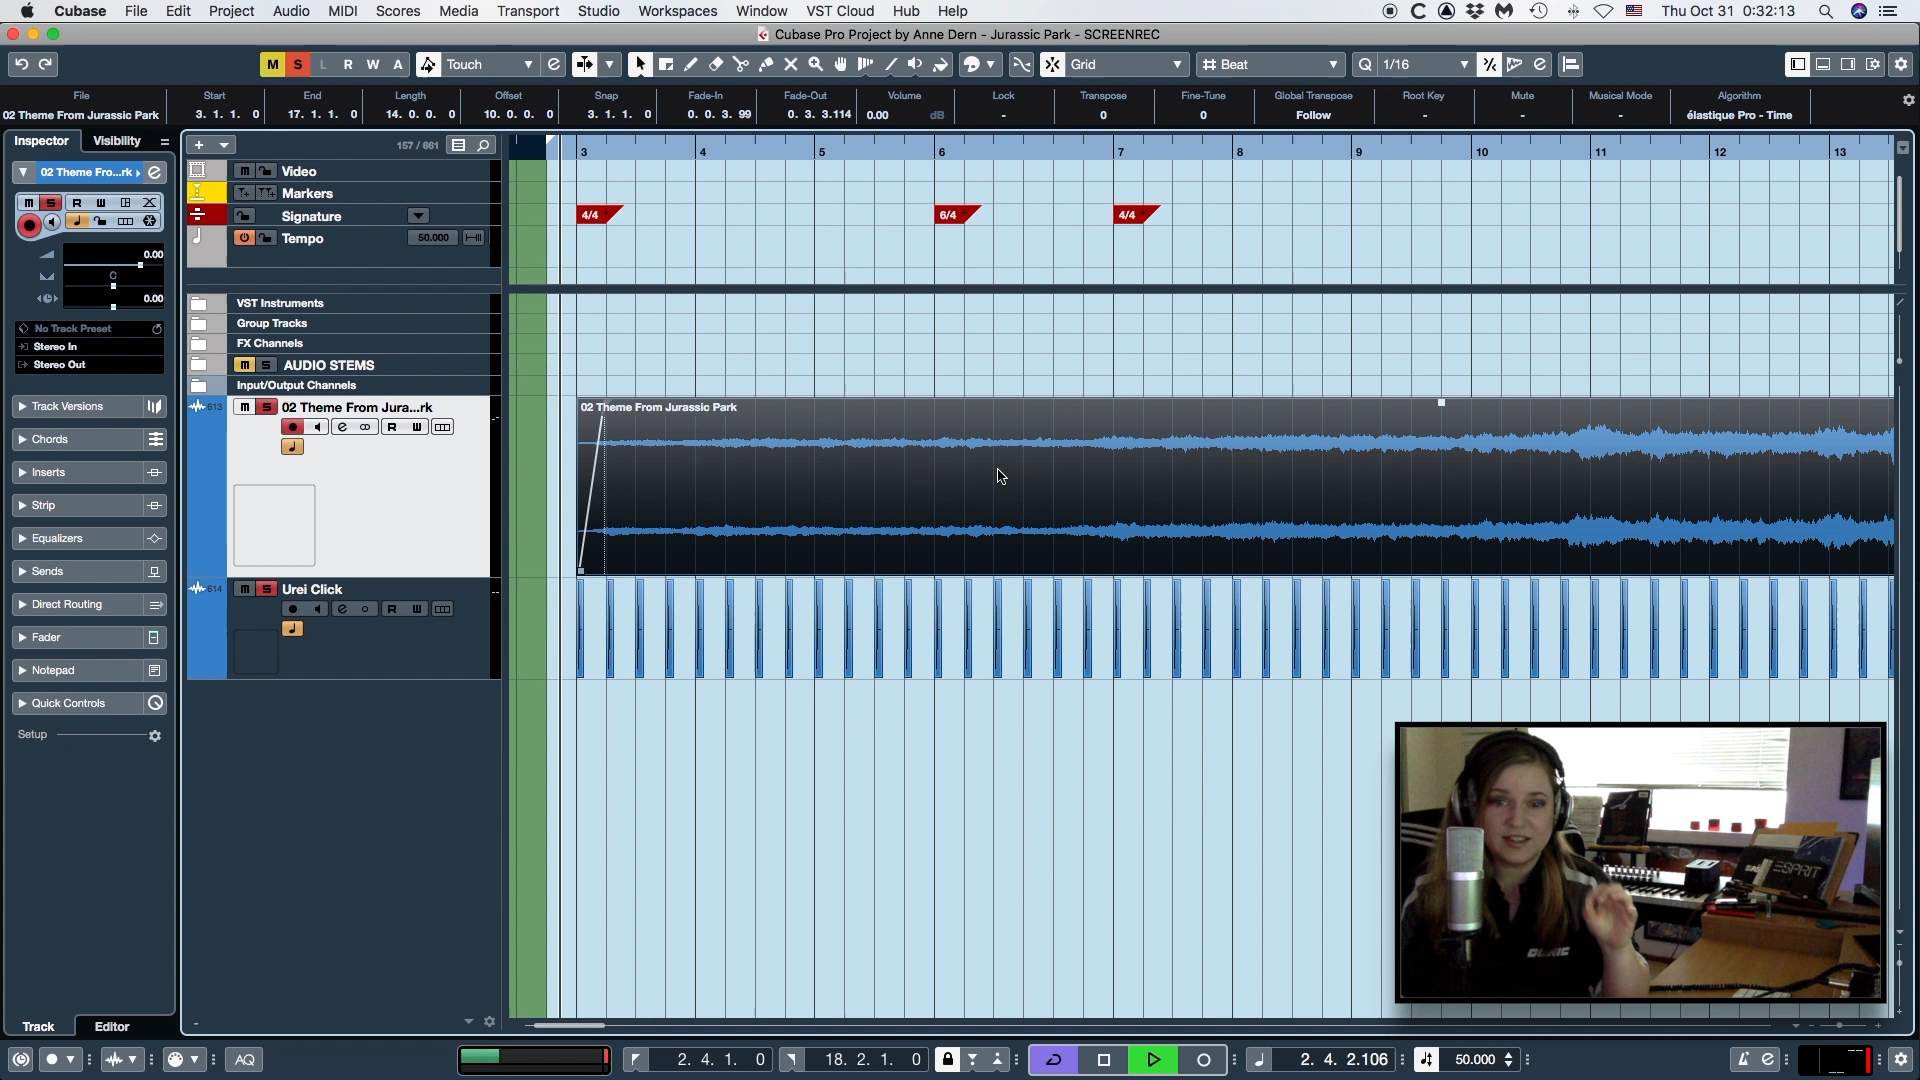 Cubase File Edit Project Audio MIDI Scores Media Transport Studio Workspaces Window VST Cloud Hub Help Thu Oct 31 0:32:13
Cubase Pro Project by Anne Dern - Jurassic Park - SCREENREC
M S L R W A Touch Grid Beat Q 1/16
File Start End Length Offset Snap Fade-In Fade-Out Volume Lock Transpose Fine-Tune Global Transpose Root Key Mute Musical Mode Algorithm
02 Theme From Jurassic Park 3. 1. 1. 0 17. 1. 1. 0 14. 0. 0. 0 10. 0. 0. 0 3. 1. 1. 0 0. 0. 3. 99 0. 3. 3.114 0.00 dB - 0 0 Follow - - - élastique Pro - Time
Inspector Visibility
157 / 661
3 4 5 6 7 8 9 10 11 12 13
02 Theme Fro...rk
M S R W
0.00
C
0.00
No Track Preset
Stereo In
Stereo Out
Track Versions
Chords
Inserts
Strip
Equalizers
Sends
Direct Routing
Fader
Notepad
Quick Controls
Setup
Track Editor
M Video
Markers
Signature
Tempo 50.000
4/4 6/4 4/4
VST Instruments
Group Tracks
FX Channels
M S AUDIO STEMS
Input/Output Channels
613 M S 02 Theme From Jura...rk
R W
02 Theme From Jurassic Park
614 M S Urei Click
R W
ESPRIT
AQ 2. 4. 1. 0 18. 2. 1. 0 2. 4. 2.106 50.000